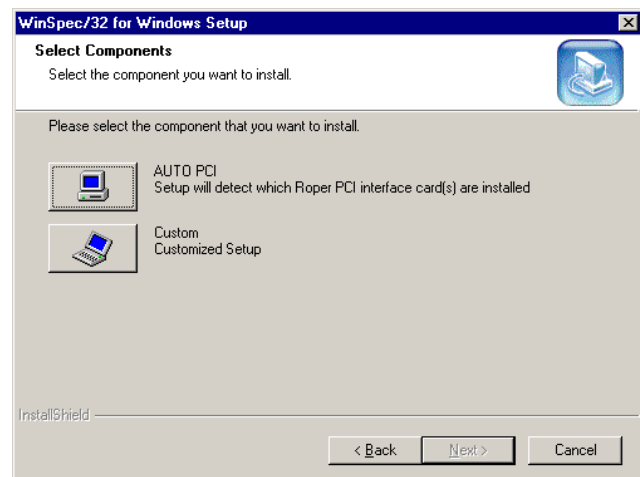 WinSpec/32 for Windows Setup
Select Components
Select the component you want to install.
Please select the component that you want to install.
AUTO PCI
Setup will detect which Roper PCI interface card(s) are installed
Custom
Customized Setup
InstallShield
< Back
Next >
Cancel